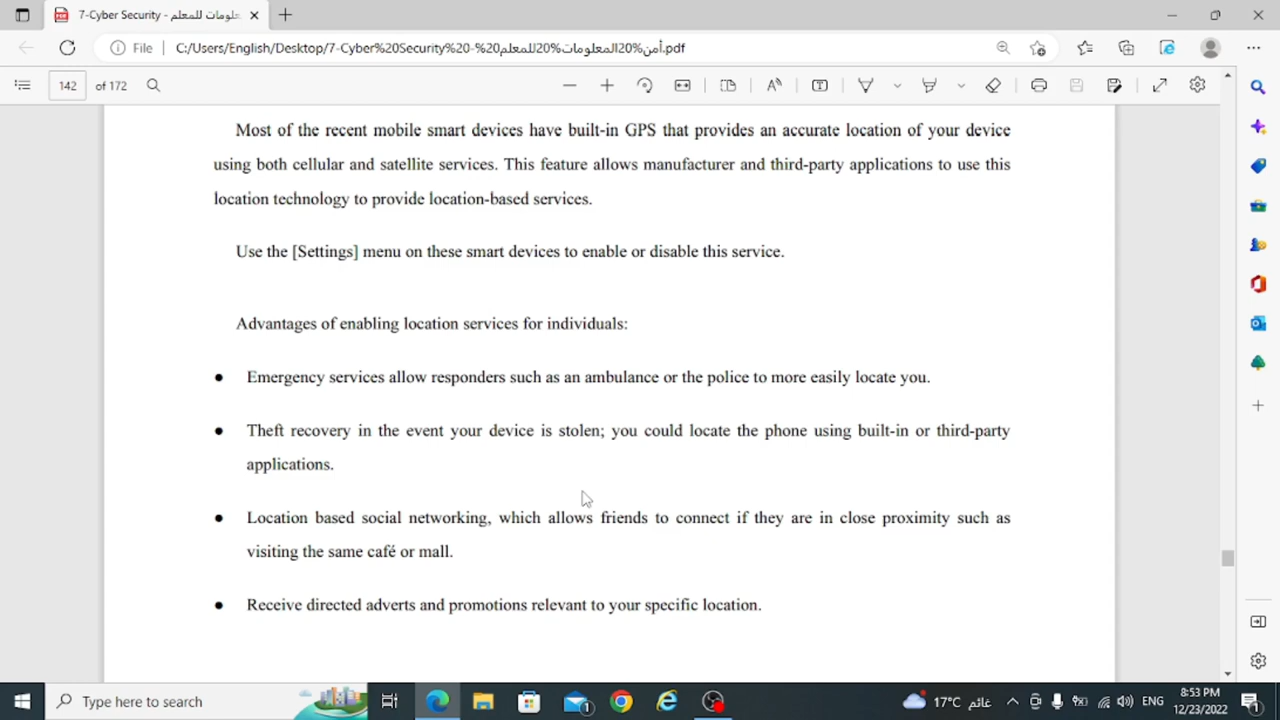 7-Cyber Security - أمن المعلومات للمعلم
File
C:/Users/English/Desktop/7-Cyber%20Security%20-%20أمن%20المعلومات%20للمعلم.pdf
142 of 172
Most of the recent mobile smart devices have built-in GPS that provides an accurate location of your device
using both cellular and satellite services. This feature allows manufacturer and third-party applications to use this
location technology to provide location-based services.
Use the [Settings] menu on these smart devices to enable or disable this service.
Advantages of enabling location services for individuals:
● Emergency services allow responders such as an ambulance or the police to more easily locate you.
● Theft recovery in the event your device is stolen; you could locate the phone using built-in or third-party
applications.
● Location based social networking, which allows friends to connect if they are in close proximity such as
visiting the same café or mall.
● Receive directed adverts and promotions relevant to your specific location.
Type here to search
17°C غائم
ENG
8:53 PM
12/23/2022